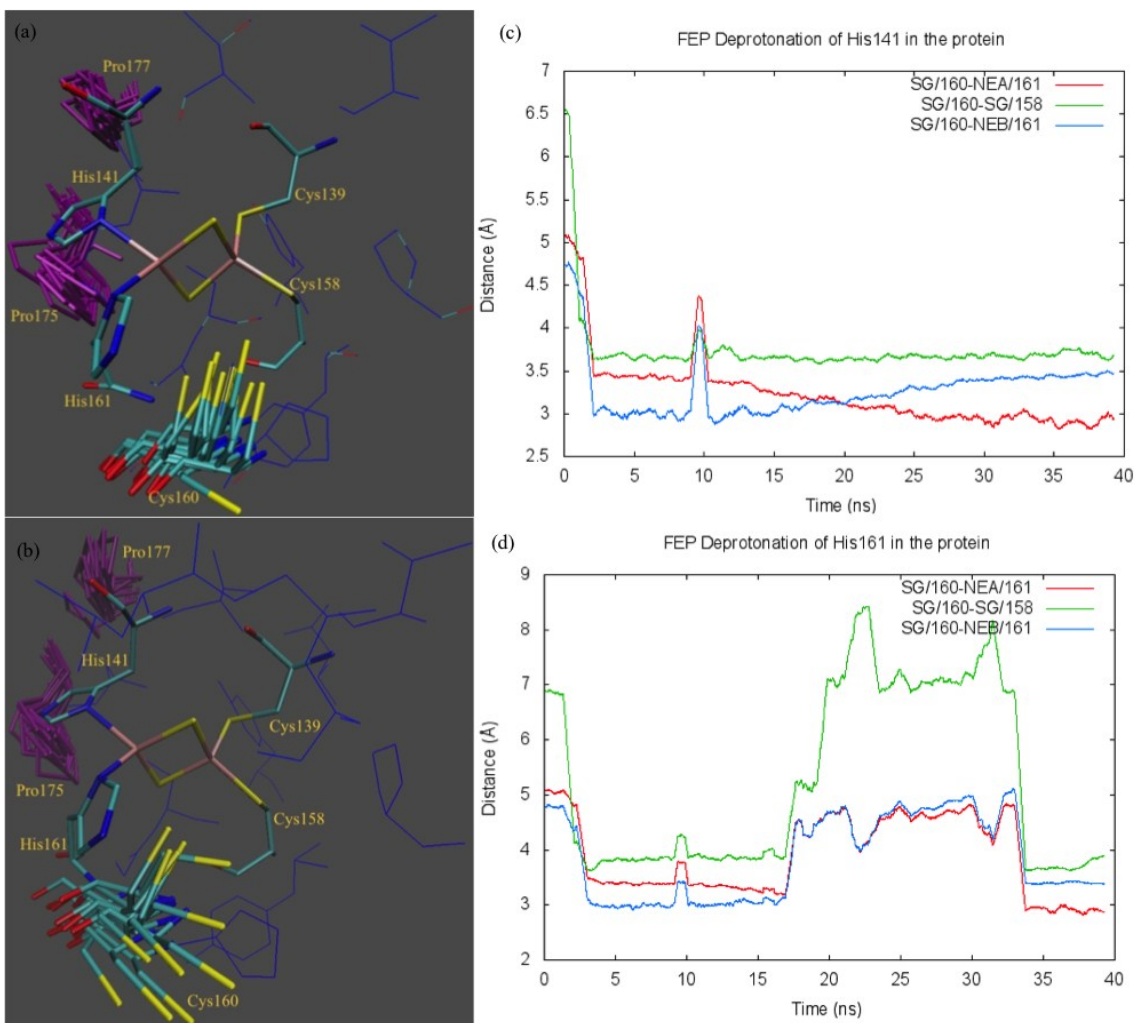 (a)
Pro177
His141
Cys139
Pro175
Cys158
His161
Cys160
(b)
Pro177
His141
Cys139
Pro175
Cys158
His161
Cys160
(c)
FEP Deprotonation of His141 in the protein
SG/160-NEA/161
SG/160-SG/158
SG/160-NEB/161
Distance (Å)
7
6.5
6
5.5
5
4.5
4
3.5
3
2.5
0 5 10 15 20 25 30 35 40
Time (ns)
(d)
FEP Deprotonation of His161 in the protein
SG/160-NEA/161
SG/160-SG/158
SG/160-NEB/161
Distance (Å)
9
8
7
6
5
4
3
2
0 5 10 15 20 25 30 35 40
Time (ns)